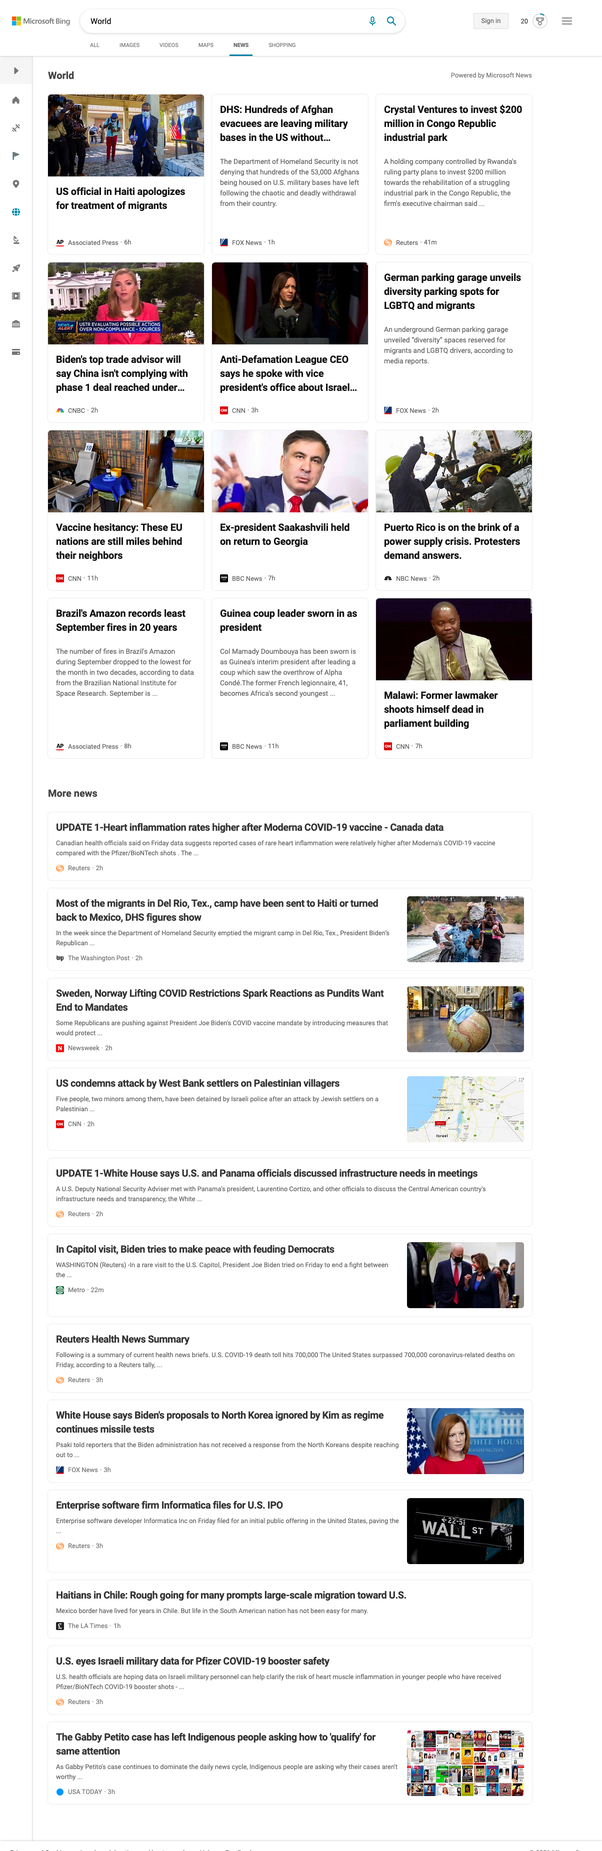 Microsoft Bing
World
Sign in
20
ALL
IMAGES
VIDEOS
MAPS
NEWS
SHOPPING
World
Powered by Microsoft News
US official in Haiti apologizes
for treatment of migrants
AP Associated Press · 6h
DHS: Hundreds of Afghan
evacuees are leaving military
bases in the US without...
The Department of Homeland Security is not
denying that hundreds of the 53,000 Afghans
being housed on U.S. military bases have left
following the chaotic and deadly withdrawal
from their country.
FOX News · 1h
Crystal Ventures to invest $200
million in Congo Republic
industrial park
A holding company controlled by Rwanda's
ruling party plans to invest $200 million
towards the rehabilitation of a struggling
industrial park in the Congo Republic, the
firm's executive chairman said ...
Reuters · 41m
NEWS ALERT
USTR EVALUATING POSSIBLE ACTIONS
OVER NON-COMPLIANCE - SOURCES
Biden's top trade advisor will
say China isn't complying with
phase 1 deal reached under...
CNBC · 2h
Anti-Defamation League CEO
says he spoke with vice
president's office about Israel...
CNN · 3h
German parking garage unveils
diversity parking spots for
LGBTQ and migrants
An underground German parking garage
unveiled "diversity" spaces reserved for
migrants and LGBTQ drivers, according to
media reports.
FOX News · 2h
Vaccine hesitancy: These EU
nations are still miles behind
their neighbors
CNN · 11h
Ex-president Saakashvili held
on return to Georgia
BBC News · 7h
Puerto Rico is on the brink of a
power supply crisis. Protesters
demand answers.
NBC News · 2h
Brazil's Amazon records least
September fires in 20 years
The number of fires in Brazil's Amazon
during September dropped to the lowest for
the month in two decades, according to data
from the Brazilian National Institute for
Space Research. September is ...
AP Associated Press · 8h
Guinea coup leader sworn in as
president
Col Mamady Doumbouya has been sworn is
as Guinea's interim president after leading a
coup which saw the overthrow of Alpha
Condé.The former French legionnaire, 41,
becomes Africa's second youngest ...
BBC News · 11h
Malawi: Former lawmaker
shoots himself dead in
parliament building
CNN · 7h
More news
UPDATE 1-Heart inflammation rates higher after Moderna COVID-19 vaccine - Canada data
Canadian health officials said on Friday data suggests reported cases of rare heart inflammation were relatively higher after Moderna's COVID-19 vaccine
compared with the Pfizer/BioNTech shots . The ...
Reuters · 2h
Most of the migrants in Del Rio, Tex., camp have been sent to Haiti or turned
back to Mexico, DHS figures show
In the week since the Department of Homeland Security emptied the migrant camp in Del Rio, Tex., President Biden's
Republican ...
wp The Washington Post · 2h
Sweden, Norway Lifting COVID Restrictions Spark Reactions as Pundits Want
End to Mandates
Some Republicans are pushing against President Joe Biden's COVID vaccine mandate by introducing measures that
would protect ...
N Newsweek · 2h
US condemns attack by West Bank settlers on Palestinian villagers
Five people, two minors among them, have been detained by Israeli police after an attack by Jewish settlers on a
Palestinian ...
CNN · 2h
Israel
UPDATE 1-White House says U.S. and Panama officials discussed infrastructure needs in meetings
A U.S. Deputy National Security Adviser met with Panama's president, Laurentino Cortizo, and other officials to discuss the Central American country's
infrastructure needs and transparency, the White ...
Reuters · 2h
In Capitol visit, Biden tries to make peace with feuding Democrats
WASHINGTON (Reuters) -In a rare visit to the U.S. Capitol, President Joe Biden tried on Friday to end a fight between
the ...
Metro · 22m
Reuters Health News Summary
Following is a summary of current health news briefs. U.S. COVID-19 death toll hits 700,000 The United States surpassed 700,000 coronavirus-related deaths on
Friday, according to a Reuters tally, ...
Reuters · 3h
White House says Biden's proposals to North Korea ignored by Kim as regime
continues missile tests
Psaki told reporters that the Biden administration has not received a response from the North Koreans despite reaching
out to ...
FOX News · 3h
Enterprise software firm Informatica files for U.S. IPO
Enterprise software developer Informatica Inc on Friday filed for an initial public offering in the United States, paving the
...
Reuters · 3h
WALL ST
Haitians in Chile: Rough going for many prompts large-scale migration toward U.S.
Mexico border have lived for years in Chile. But life in the South American nation has not been easy for many.
The LA Times · 1h
U.S. eyes Israeli military data for Pfizer COVID-19 booster safety
U.S. health officials are hoping data on Israeli military personnel can help clarify the risk of heart muscle inflammation in younger people who have received
Pfizer/BioNTech COVID-19 booster shots - ...
Reuters · 3h
The Gabby Petito case has left Indigenous people asking how to 'qualify' for
same attention
As Gabby Petito's case continues to dominate the daily news cycle, Indigenous people are asking why their cases aren't
worthy ...
USA TODAY · 3h